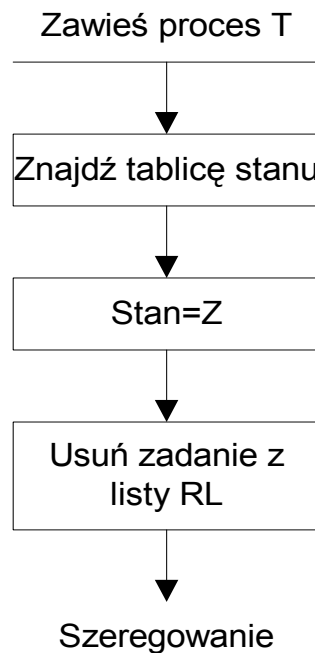 Zawieś proces T
Znajdź tablicę stanu
Stan=Z
Usuń zadanie z
listy RL
Szeregowanie